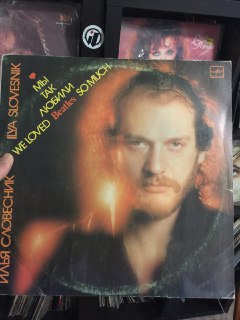 ИЛЬЯ СЛОВЕСНИК
ILYA SLOVESNIK
МЫ
ТАК
ЛЮБИЛИ
WE LOVED Beatles SO MUCH